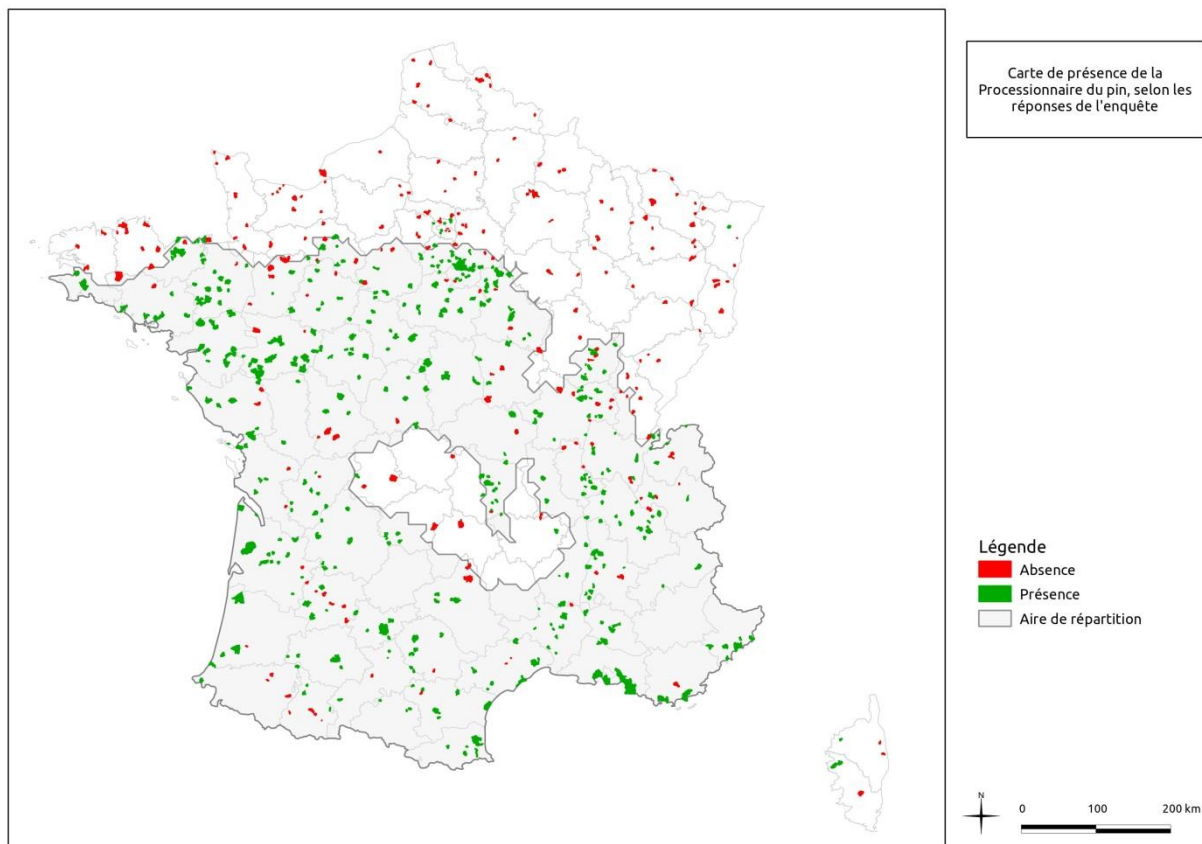 Carte de présence de la
Processionnaire du pin, selon les
réponses de l'enquête
Légende
Absence
Présence
Aire de répartition
N
0 100 200 km